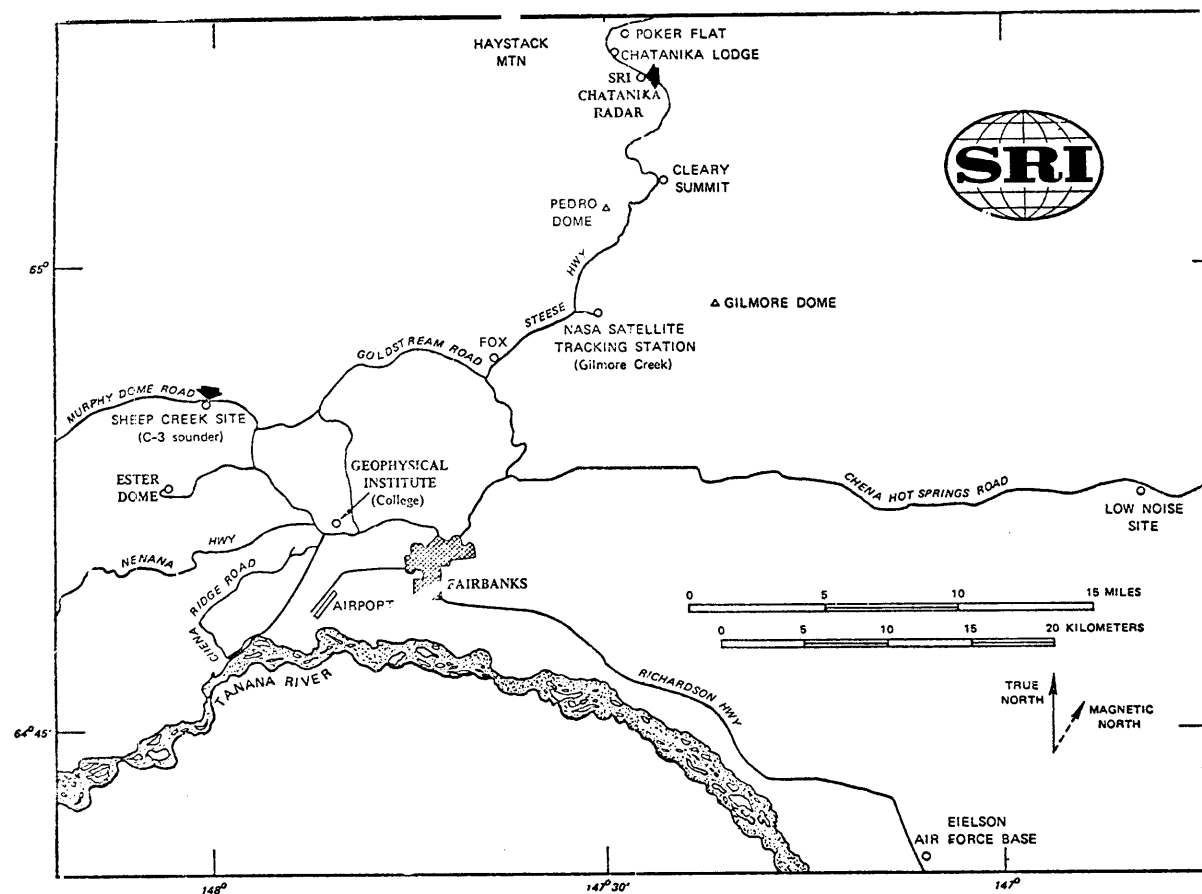 POKER FLAT
HAYSTACK
MTN
CHATANIKA LODGE
SRI
CHATANIKA
RADAR
CLEARY
SUMMIT
SRI
PEDRO
DOME
65°
STEESE HWY
GILMORE DOME
NASA SATELLITE
TRACKING STATION
(Gilmore Creek)
FOX
GOLDSTREAM ROAD
MURPHY DOME ROAD
SHEEP CREEK SITE
(C-3 sounder)
ESTER
DOME
GEOPHYSICAL
INSTITUTE
(College)
CHENA HOT SPRINGS ROAD
LOW NOISE
SITE
NENANA HWY
CHENA RIDGE ROAD
FAIRBANKS
AIRPOPT
0 5 10 15 MILES
0 5 10 15 20 KILOMETERS
TANANA RIVER
RICHARDSON HWY
TRUE
NORTH
MAGNETIC
NORTH
64°45'
EIELSON
AIR FORCE BASE
148°
147°30'
147°